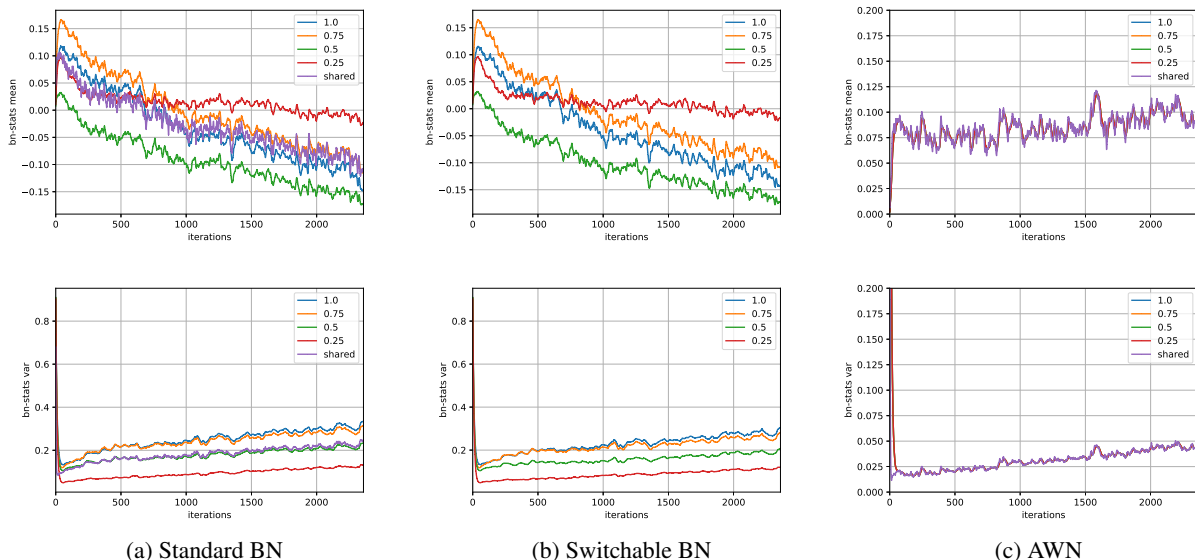 bn-stats mean
0.15
0.10
0.05
0.00
−0.05
−0.10
−0.15
0 500 1000 1500 2000
iterations
1.0
0.75
0.5
0.25
shared
bn-stats mean
0.15
0.10
0.05
0.00
−0.05
−0.10
−0.15
0 500 1000 1500 2000
iterations
1.0
0.75
0.5
0.25
bn-stats mean
0.200
0.175
0.150
0.125
0.100
0.075
0.050
0.025
0.000
0 500 1000 1500 2000
iterations
1.0
0.75
0.5
0.25
shared
bn-stats var
0.8
0.6
0.4
0.2
0 500 1000 1500 2000
iterations
1.0
0.75
0.5
0.25
shared
bn-stats var
0.8
0.6
0.4
0.2
0 500 1000 1500 2000
iterations
1.0
0.75
0.5
0.25
bn-stats var
0.200
0.175
0.150
0.125
0.100
0.075
0.050
0.025
0.000
0 500 1000 1500 2000
iterations
1.0
0.75
0.5
0.25
shared
(a) Standard BN
(b) Switchable BN
(c) AWN